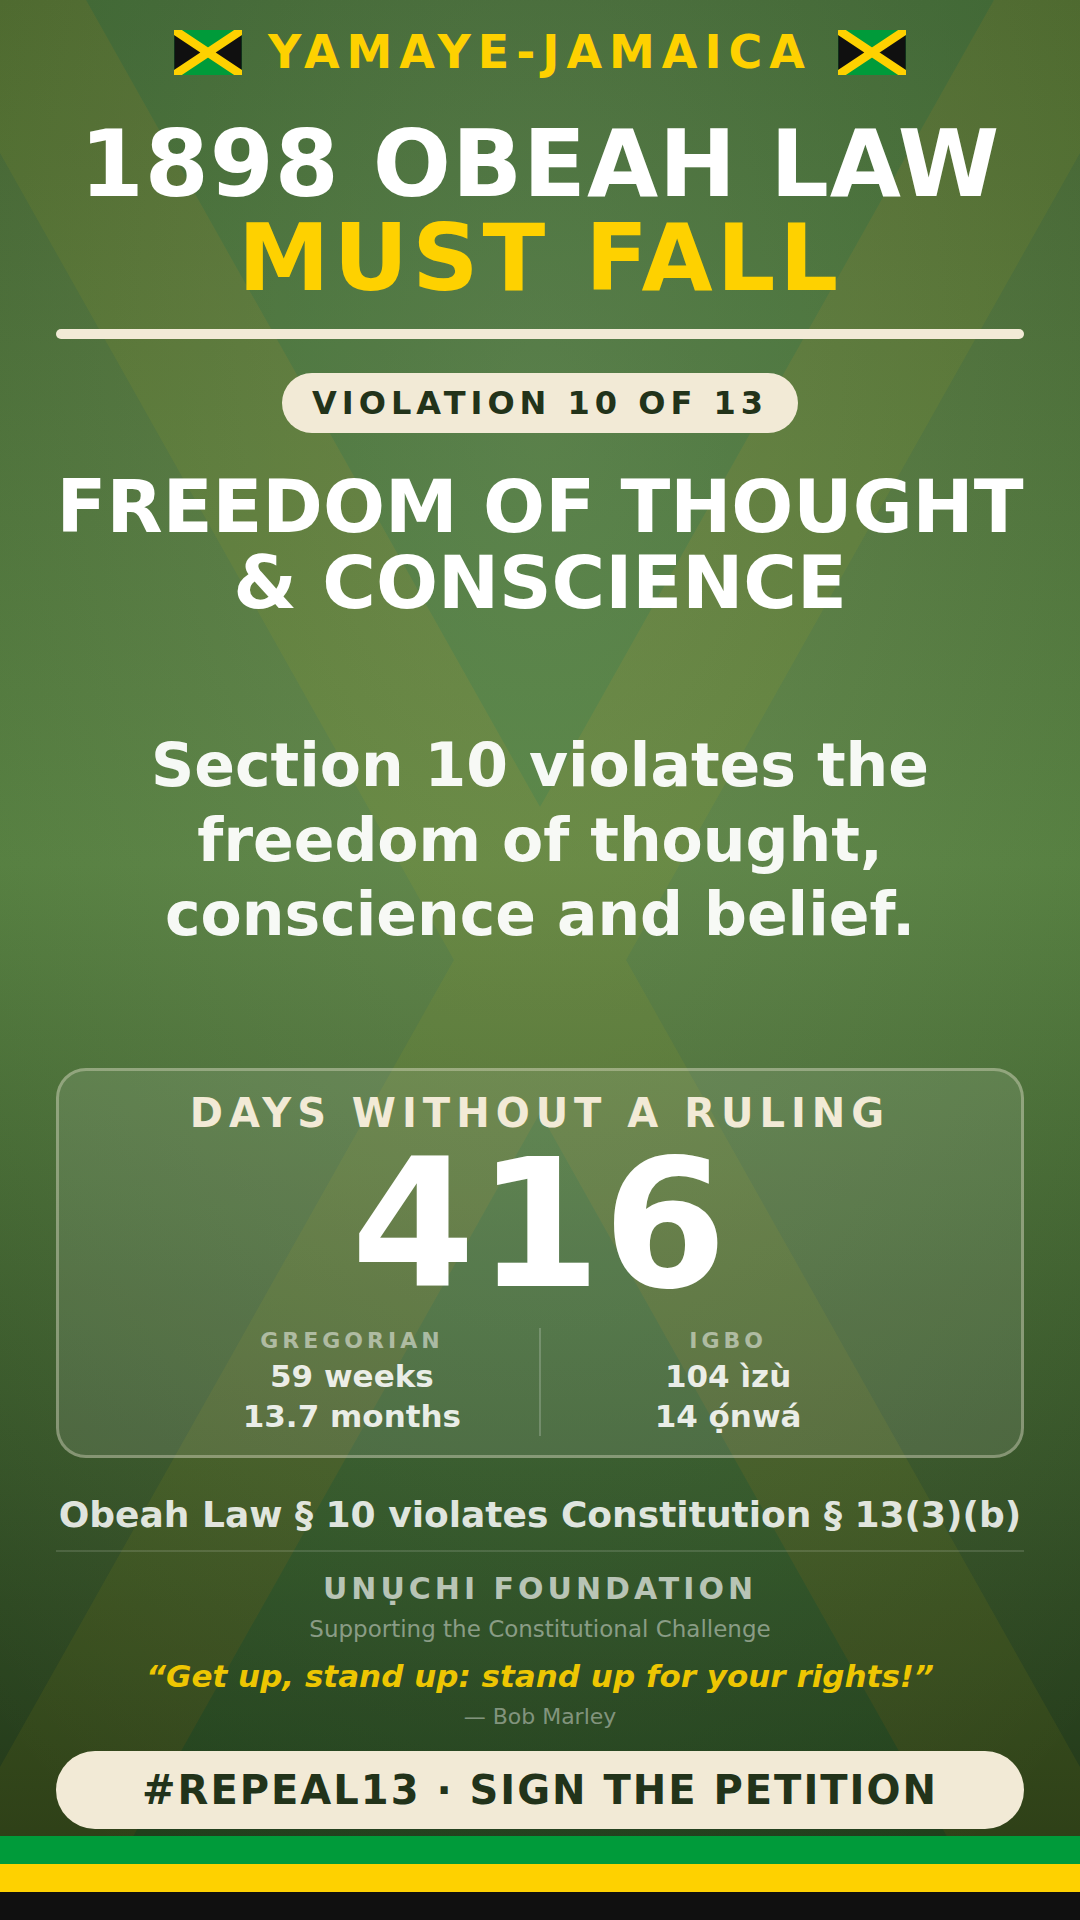 YAMAYE-JAMAICA
1898 OBEAH LAW
MUST FALL
VIOLATION 10 OF 13
FREEDOM OF THOUGHT
& CONSCIENCE
Section 10 violates the
freedom of thought,
conscience and belief.
DAYS WITHOUT A RULING
416
GREGORIAN
59 weeks
13.7 months
IGBO
104 ìzù
14 ọ́nwá
Obeah Law § 10 violates Constitution § 13(3)(b)
UNỤCHI FOUNDATION
Supporting the Constitutional Challenge
“Get up, stand up: stand up for your rights!”
— Bob Marley
#REPEAL13 · SIGN THE PETITION